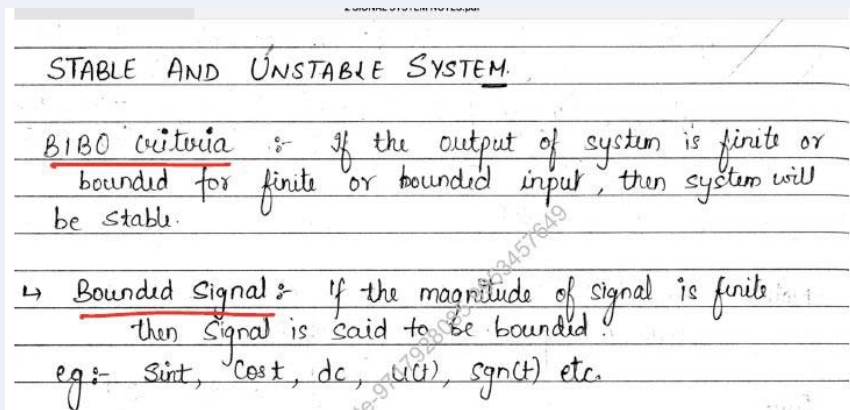 STABLE AND UNSTABLE SYSTEM.
BIBO Criteria :- If the output of system is finite or
bounded for finite or bounded input, then system will
be stable.
↳ Bounded Signal :- If the magnitude of signal is finite
then signal is said to be bounded.
eg :- Sint, Cost, dc, u(t), sgn(t) etc.